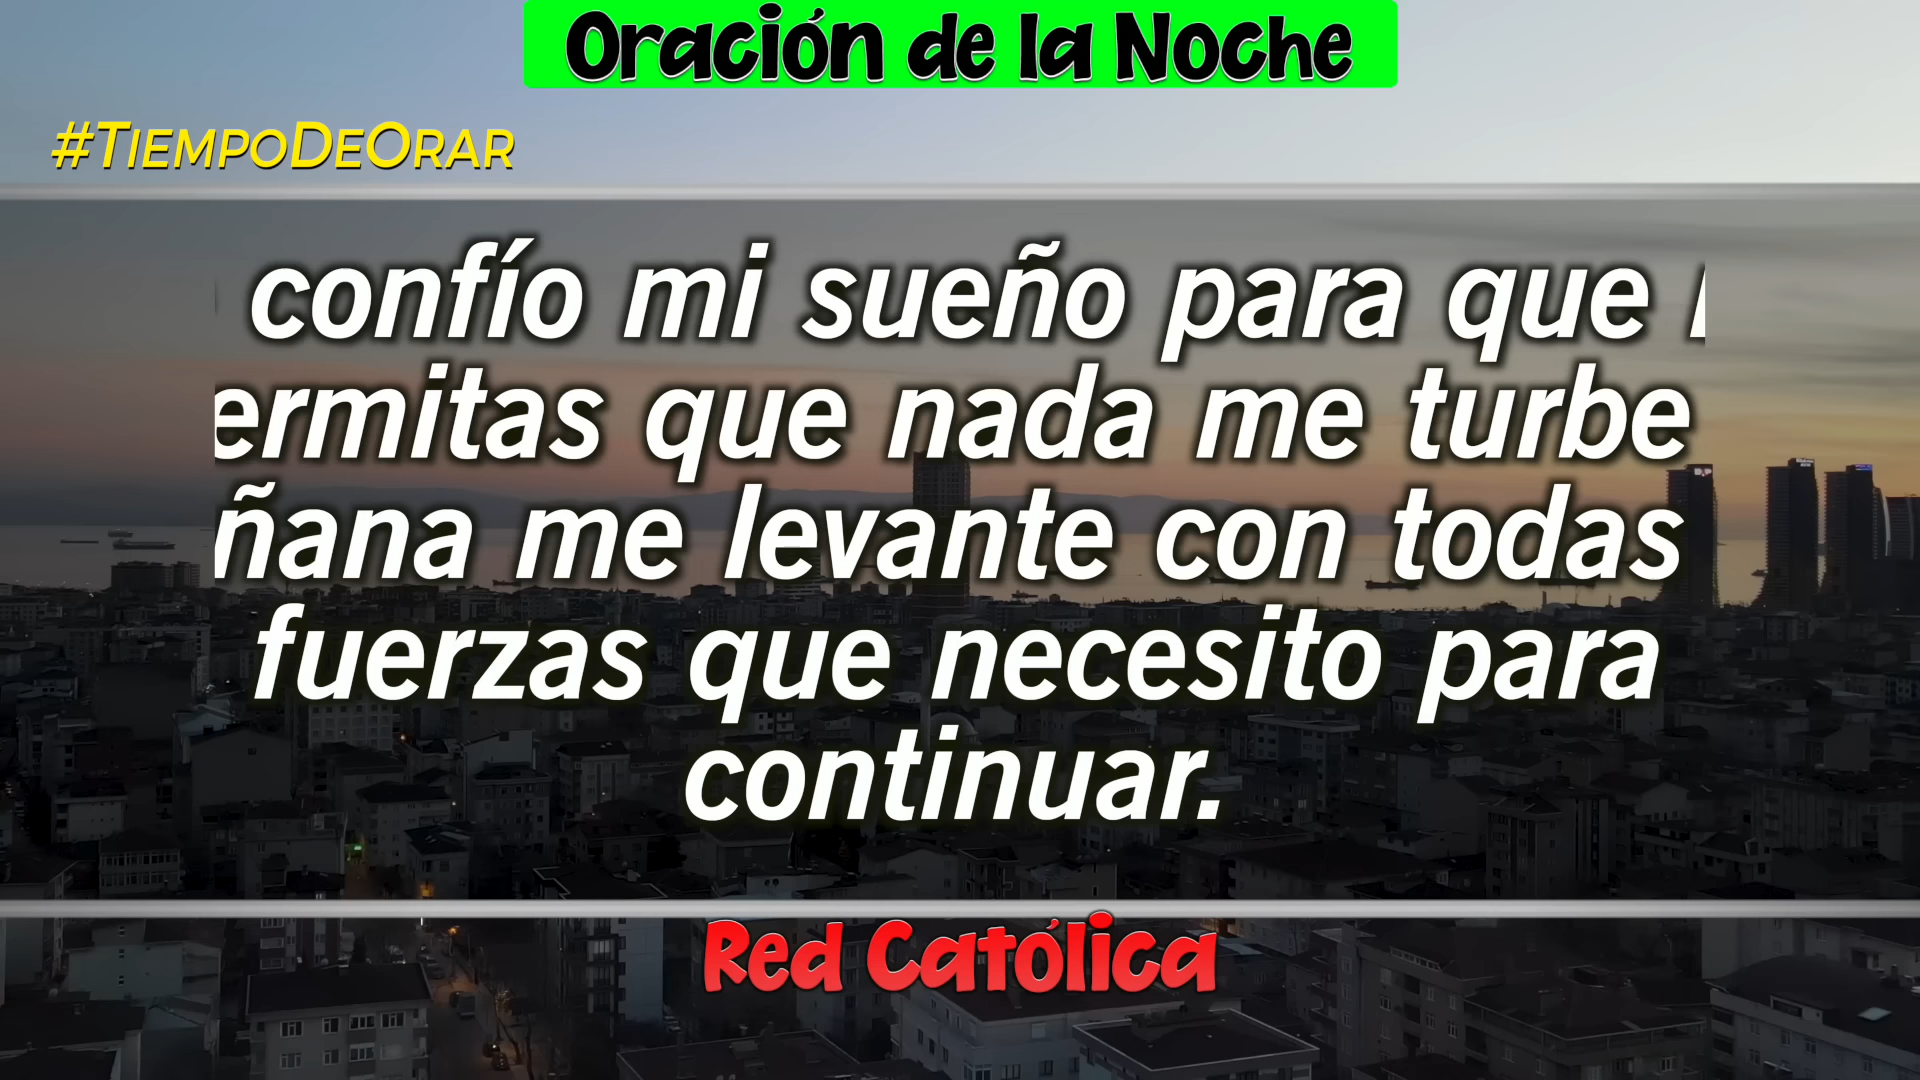 Oración de la Noche
#TiempoDeOrar
confío mi sueño para que
ermitas que nada me turbe
ñana me levante con todas
fuerzas que necesito para
continuar.
Red Católica